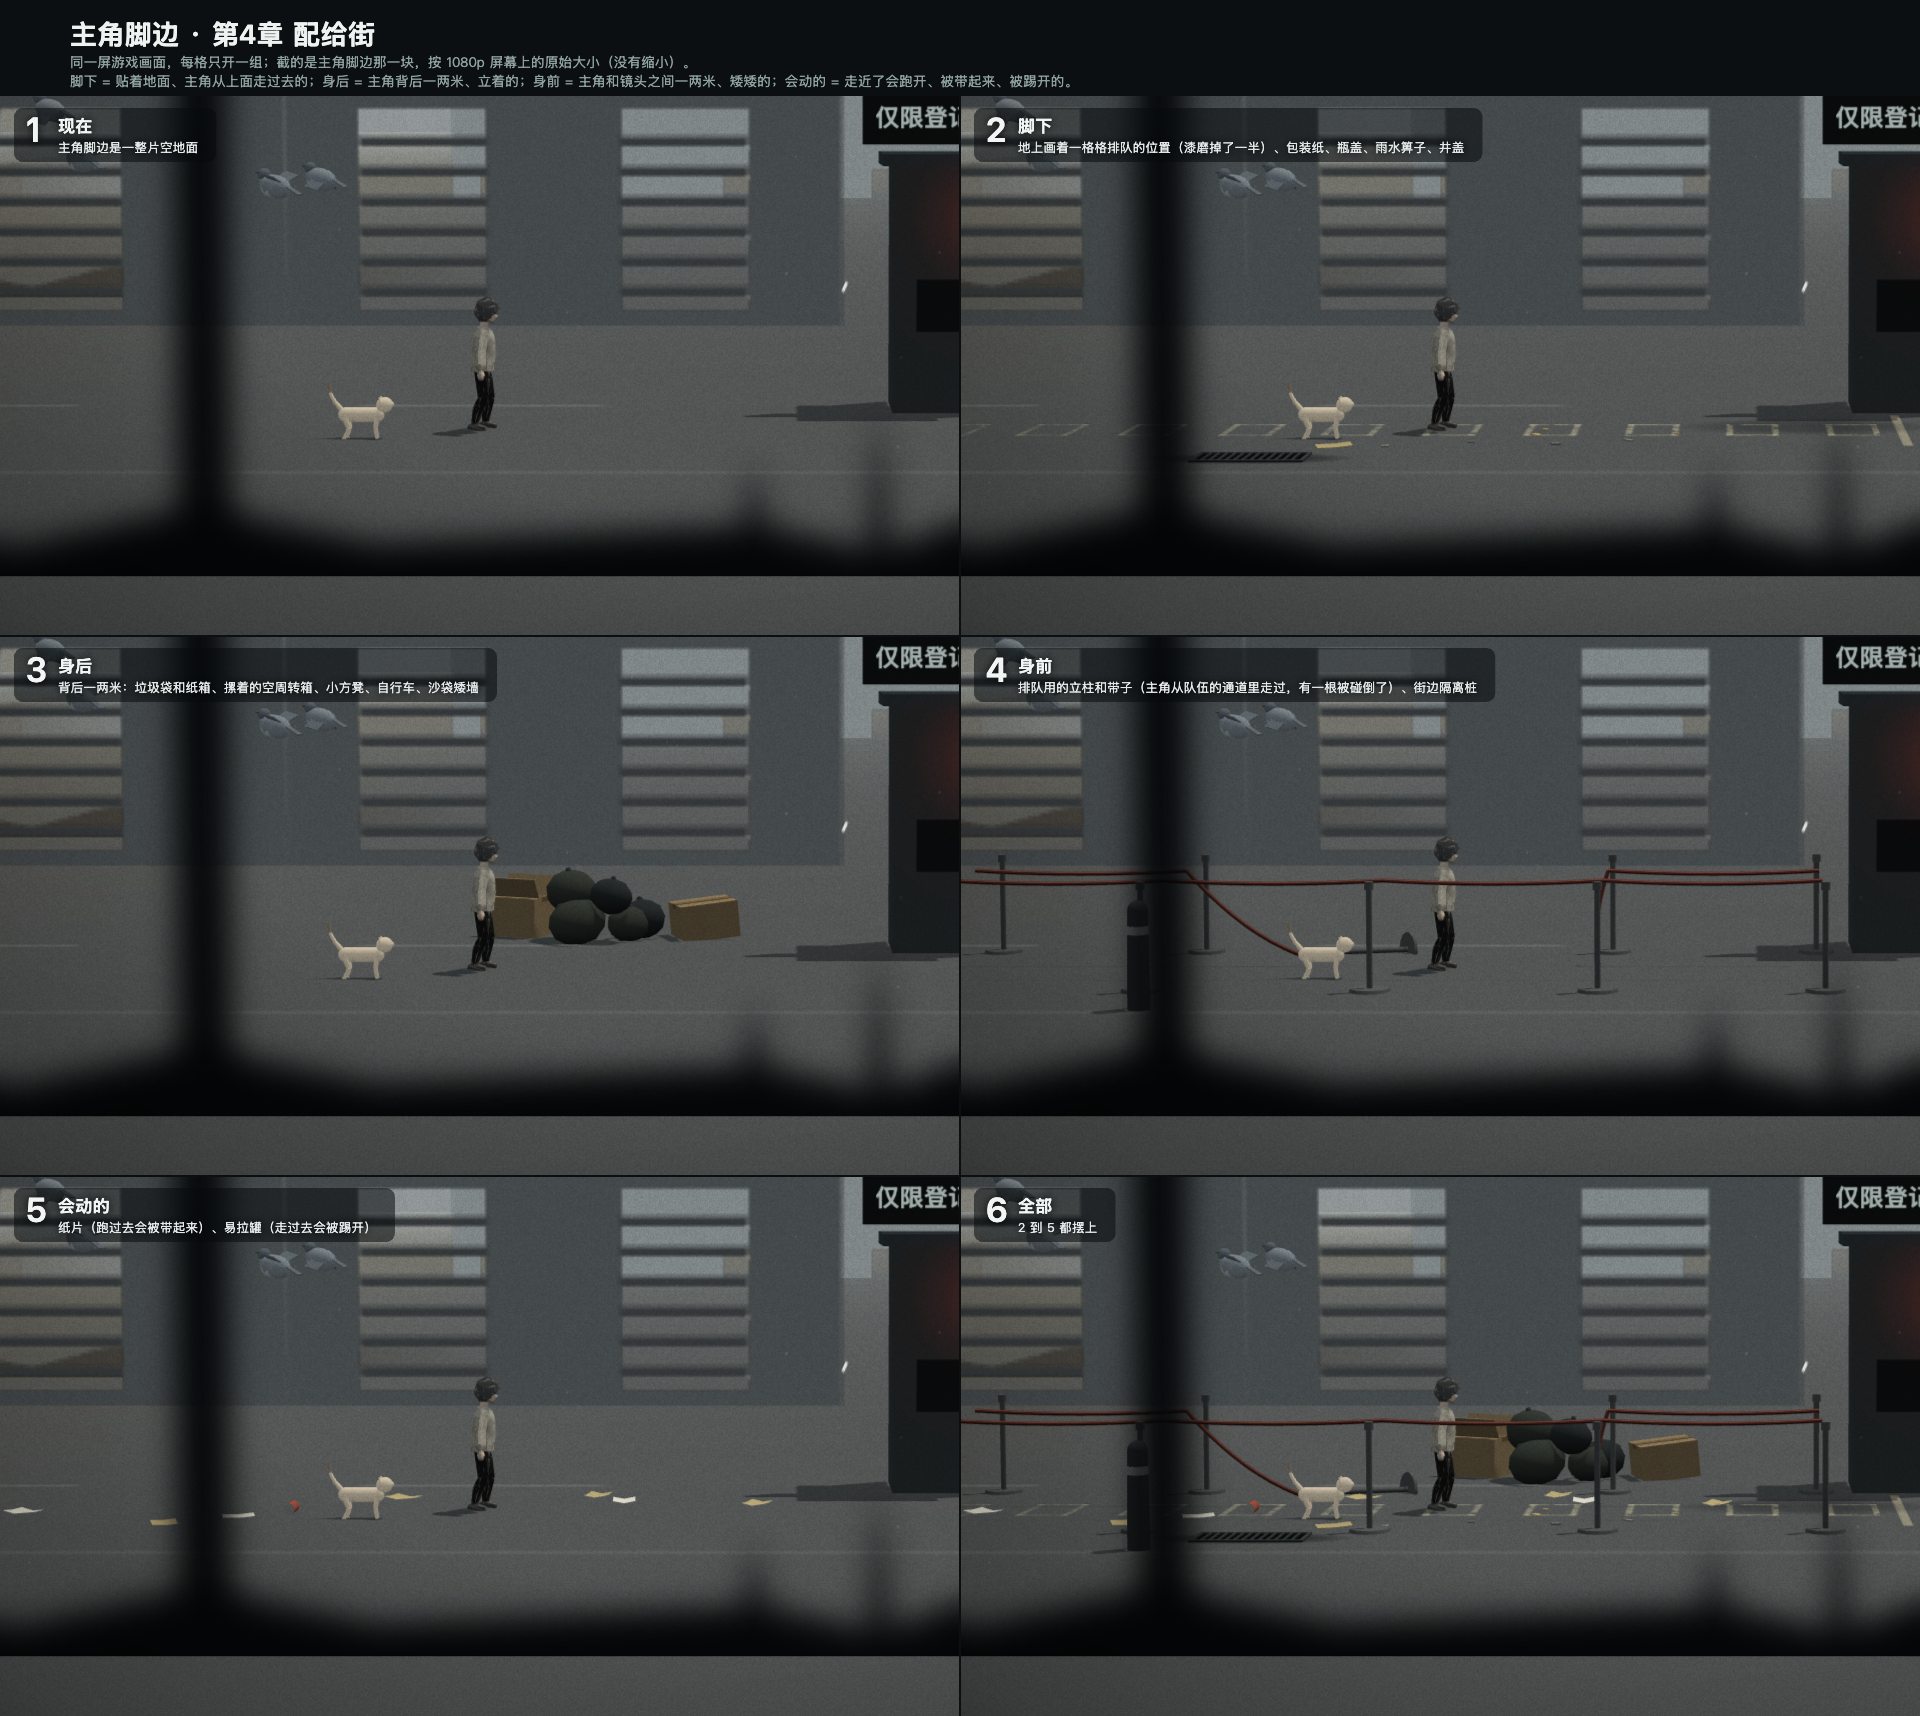 主角脚边 · 第4章 配给街
同一屏游戏画面，每格只开一组；截的是主角脚边那一块，按 1080p 屏幕上的原始大小（没有缩小）。
脚下 = 贴着地面、主角从上面走过去的；身后 = 主角背后一两米、立着的；身前 = 主角和镜头之间一两米、矮矮的；会动的 = 走近了会跑开、被带起来、被踢开的。
1 现在
主角脚边是一整片空地面
仅限登记
2 脚下
地上画着一格格排队的位置（漆磨掉了一半）、包装纸、瓶盖、雨水箅子、井盖
仅限登记
3 身后
背后一两米：垃圾袋和纸箱、摞着的空周转箱、小方凳、自行车、沙袋矮墙
仅限登记
4 身前
排队用的立柱和带子（主角从队伍的通道里走过，有一根被碰倒了）、街边隔离桩
仅限登记
5 会动的
纸片（跑过去会被带起来）、易拉罐（走过去会被踢开）
仅限登记
6 全部
2 到 5 都摆上
仅限登记